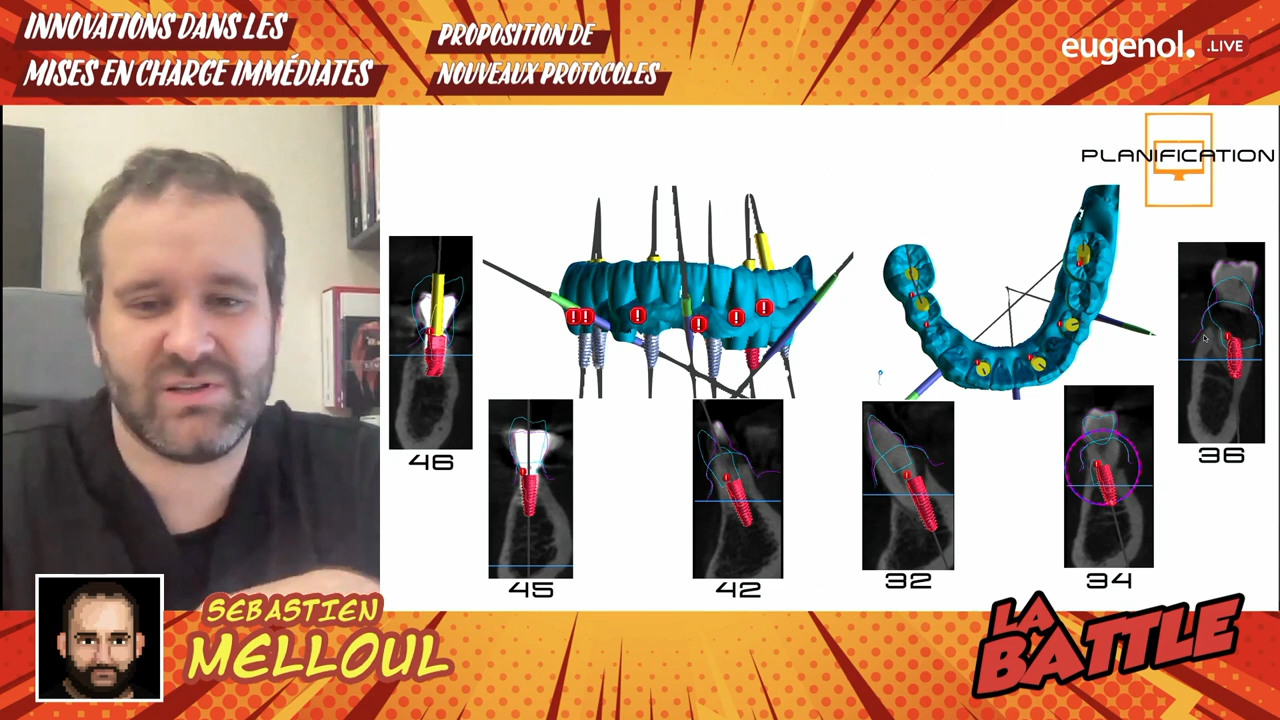 INNOVATIONS DANS LES
MISES EN CHARGE IMMÉDIATES
PROPOSITION DE
NOUVEAUX PROTOCOLES
eugenol. .LIVE
PLANIFICATION
46
45
42
32
34
36
SEBASTIEN
MELLOUL
LA
BATTLE